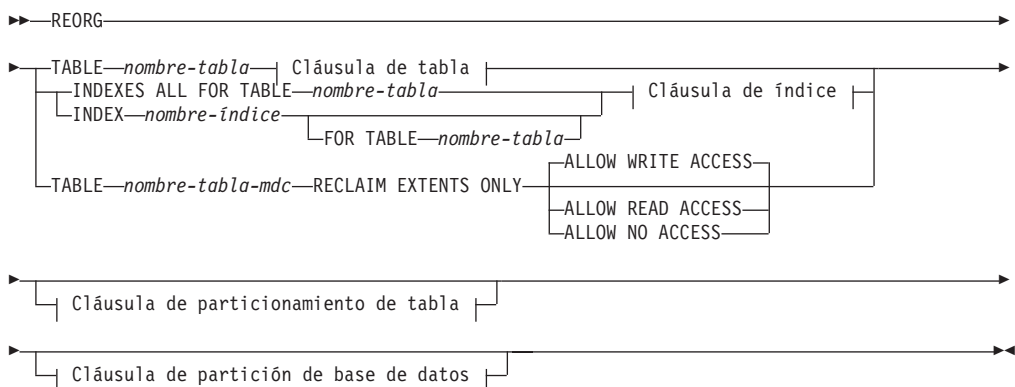 REORG
TABLE nombre-tabla Cláusula de tabla
INDEXES ALL FOR TABLE nombre-tabla Cláusula de índice
INDEX nombre-índice
FOR TABLE nombre-tabla
ALLOW WRITE ACCESS
TABLE nombre-tabla-mdc RECLAIM EXTENTS ONLY
ALLOW READ ACCESS
ALLOW NO ACCESS
Cláusula de particionamiento de tabla
Cláusula de partición de base de datos